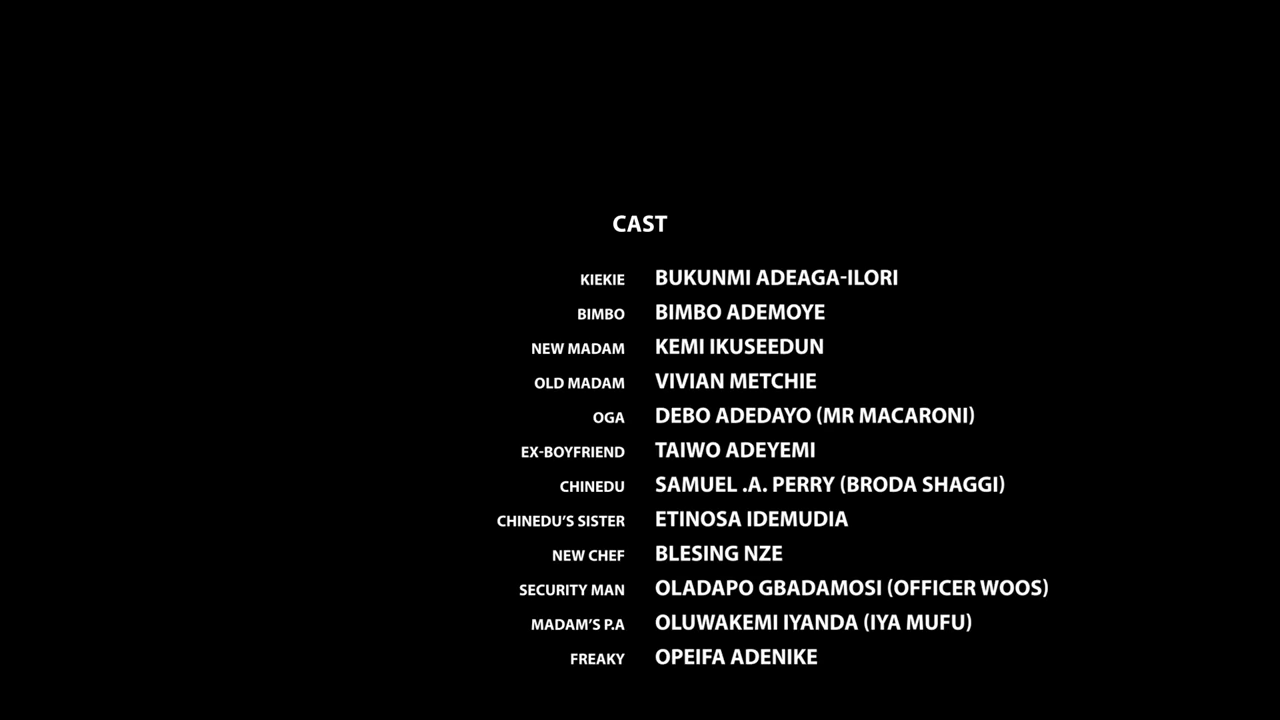 CAST
KIEKIE BUKUNMI ADEAGA-ILORI
BIMBO BIMBO ADEMOYE
NEW MADAM KEMI IKUSEEDUN
OLD MADAM VIVIAN METCHIE
OGA DEBO ADEDAYO (MR MACARONI)
EX-BOYFRIEND TAIWO ADEYEMI
CHINEDU SAMUEL .A. PERRY (BRODA SHAGGI)
CHINEDU’S SISTER ETINOSA IDEMUDIA
NEW CHEF BLESING NZE
SECURITY MAN OLADAPO GBADAMOSI (OFFICER WOOS)
MADAM’S P.A OLUWAKEMI IYANDA (IYA MUFU)
FREAKY OPEIFA ADENIKE